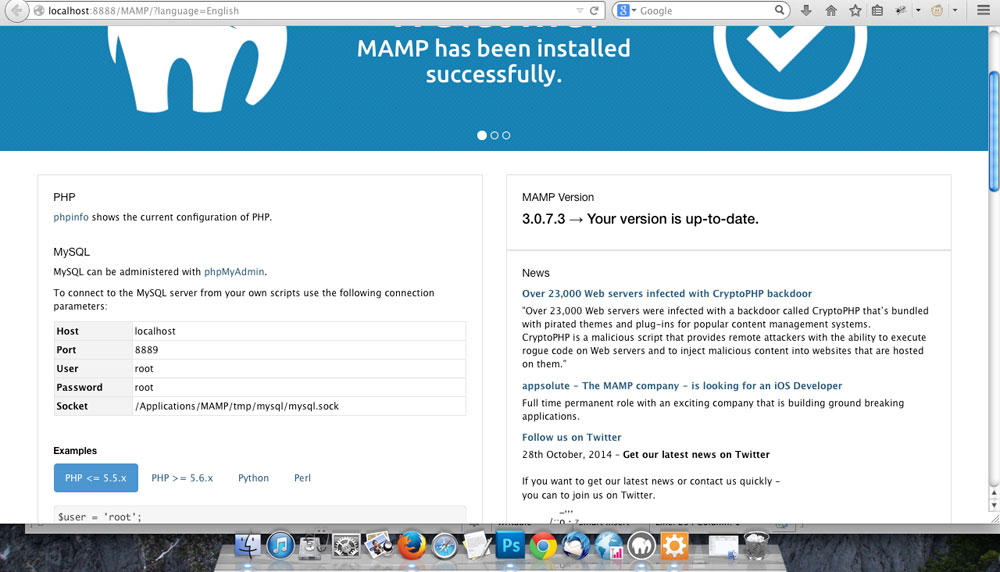 localhost:8888/MAMP/?language=English
Google
MAMP has been installed
successfully.
PHP
phpinfo shows the current configuration of PHP.
MySQL
MySQL can be administered with phpMyAdmin.
To connect to the MySQL server from your own scripts use the following connection
parameters:
Host localhost
Port 8889
User root
Password root
Socket /Applications/MAMP/tmp/mysql/mysql.sock
Examples
PHP <= 5.5.x PHP >= 5.6.x Python Perl
$user = 'root';
MAMP Version
3.0.7.3 → Your version is up-to-date.
News
Over 23,000 Web servers infected with CryptoPHP backdoor
"Over 23,000 Web servers were infected with a backdoor called CryptoPHP that's bundled
with pirated themes and plug-ins for popular content management systems.
CryptoPHP is a malicious script that provides remote attackers with the ability to execute
rogue code on Web servers and to inject malicious content into websites that are hosted
on them."
appsolute - The MAMP company - is looking for an iOS Developer
Full time permanent role with an exciting company that is building ground breaking
applications.
Follow us on Twitter
28th October, 2014 - Get our latest news on Twitter
If you want to get our latest news or contact us quickly -
you can to join us on Twitter.
Ps